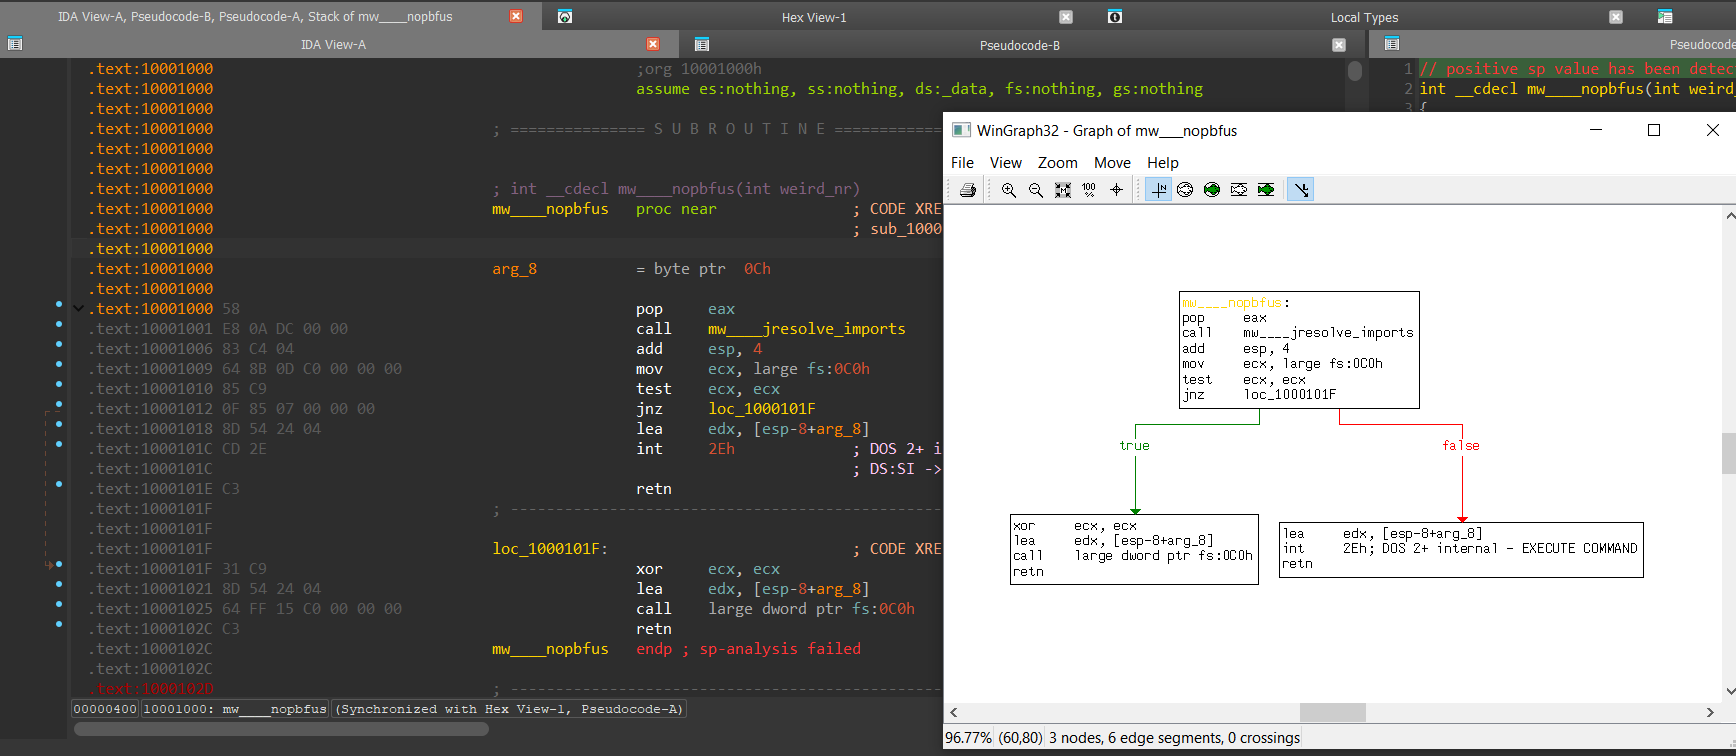 IDA View-A, Pseudocode-B, Pseudocode-A, Stack of mw____nopbfus
Hex View-1
Local Types
IDA View-A
Pseudocode-B
Pseudocode
.text:10001000 ;org 10001000h
.text:10001000 assume es:nothing, ss:nothing, ds:_data, fs:nothing, gs:nothing
.text:10001000
.text:10001000 ; =============== S U B R O U T I N E ============
.text:10001000
.text:10001000
.text:10001000 ; int __cdecl mw____nopbfus(int weird_nr)
.text:10001000 mw____nopbfus proc near ; CODE XRE
.text:10001000 ; sub_1000
.text:10001000
.text:10001000 arg_8 = byte ptr 0Ch
.text:10001000
.text:10001000 58 pop eax
.text:10001001 E8 0A DC 00 00 call mw____jresolve_imports
.text:10001006 83 C4 04 add esp, 4
.text:10001009 64 8B 0D C0 00 00 00 mov ecx, large fs:0C0h
.text:10001010 85 C9 test ecx, ecx
.text:10001012 0F 85 07 00 00 00 jnz loc_1000101F
.text:10001018 8D 54 24 04 lea edx, [esp-8+arg_8]
.text:1000101C CD 2E int 2Eh ; DOS 2+ i
.text:1000101C ; DS:SI ->
.text:1000101E C3 retn
.text:1000101F ; ------------------------------------------------
.text:1000101F
.text:1000101F loc_1000101F: ; CODE XRE
.text:1000101F 31 C9 xor ecx, ecx
.text:10001021 8D 54 24 04 lea edx, [esp-8+arg_8]
.text:10001025 64 FF 15 C0 00 00 00 call large dword ptr fs:0C0h
.text:1000102C C3 retn
.text:1000102C mw____nopbfus endp ; sp-analysis failed
.text:1000102C
.text:1000102D ; ------------------------------------------------
00000400 10001000: mw____nopbfus (Synchronized with Hex View-1, Pseudocode-A)
1 // positive sp value has been detec
2 int __cdecl mw____nopbfus(int weird_
3 {
WinGraph32 - Graph of mw____nopbfus
File View Zoom Move Help
100 %
N
mw____nopbfus:
pop eax
call mw____jresolve_imports
add esp, 4
mov ecx, large fs:0C0h
test ecx, ecx
jnz loc_1000101F
true
false
xor ecx, ecx
lea edx, [esp-8+arg_8]
call large dword ptr fs:0C0h
retn
lea edx, [esp-8+arg_8]
int 2Eh; DOS 2+ internal - EXECUTE COMMAND
retn
96.77% (60,80) 3 nodes, 6 edge segments, 0 crossings